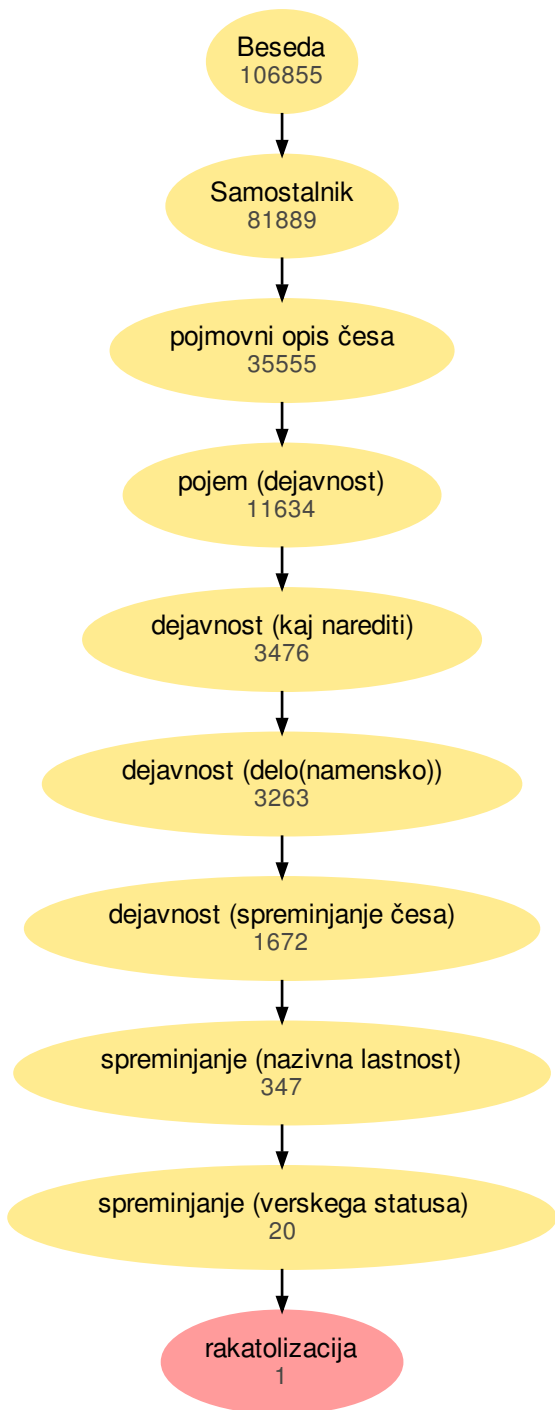 Beseda
106855
Samostalnik
81889
pojmovni opis česa
35555
pojem (dejavnost)
11634
dejavnost (kaj narediti)
3476
dejavnost (delo(namensko))
3263
dejavnost (spreminjanje česa)
1672
spreminjanje (nazivna lastnost)
347
spreminjanje (verskega statusa)
20
rakatolizacija
1